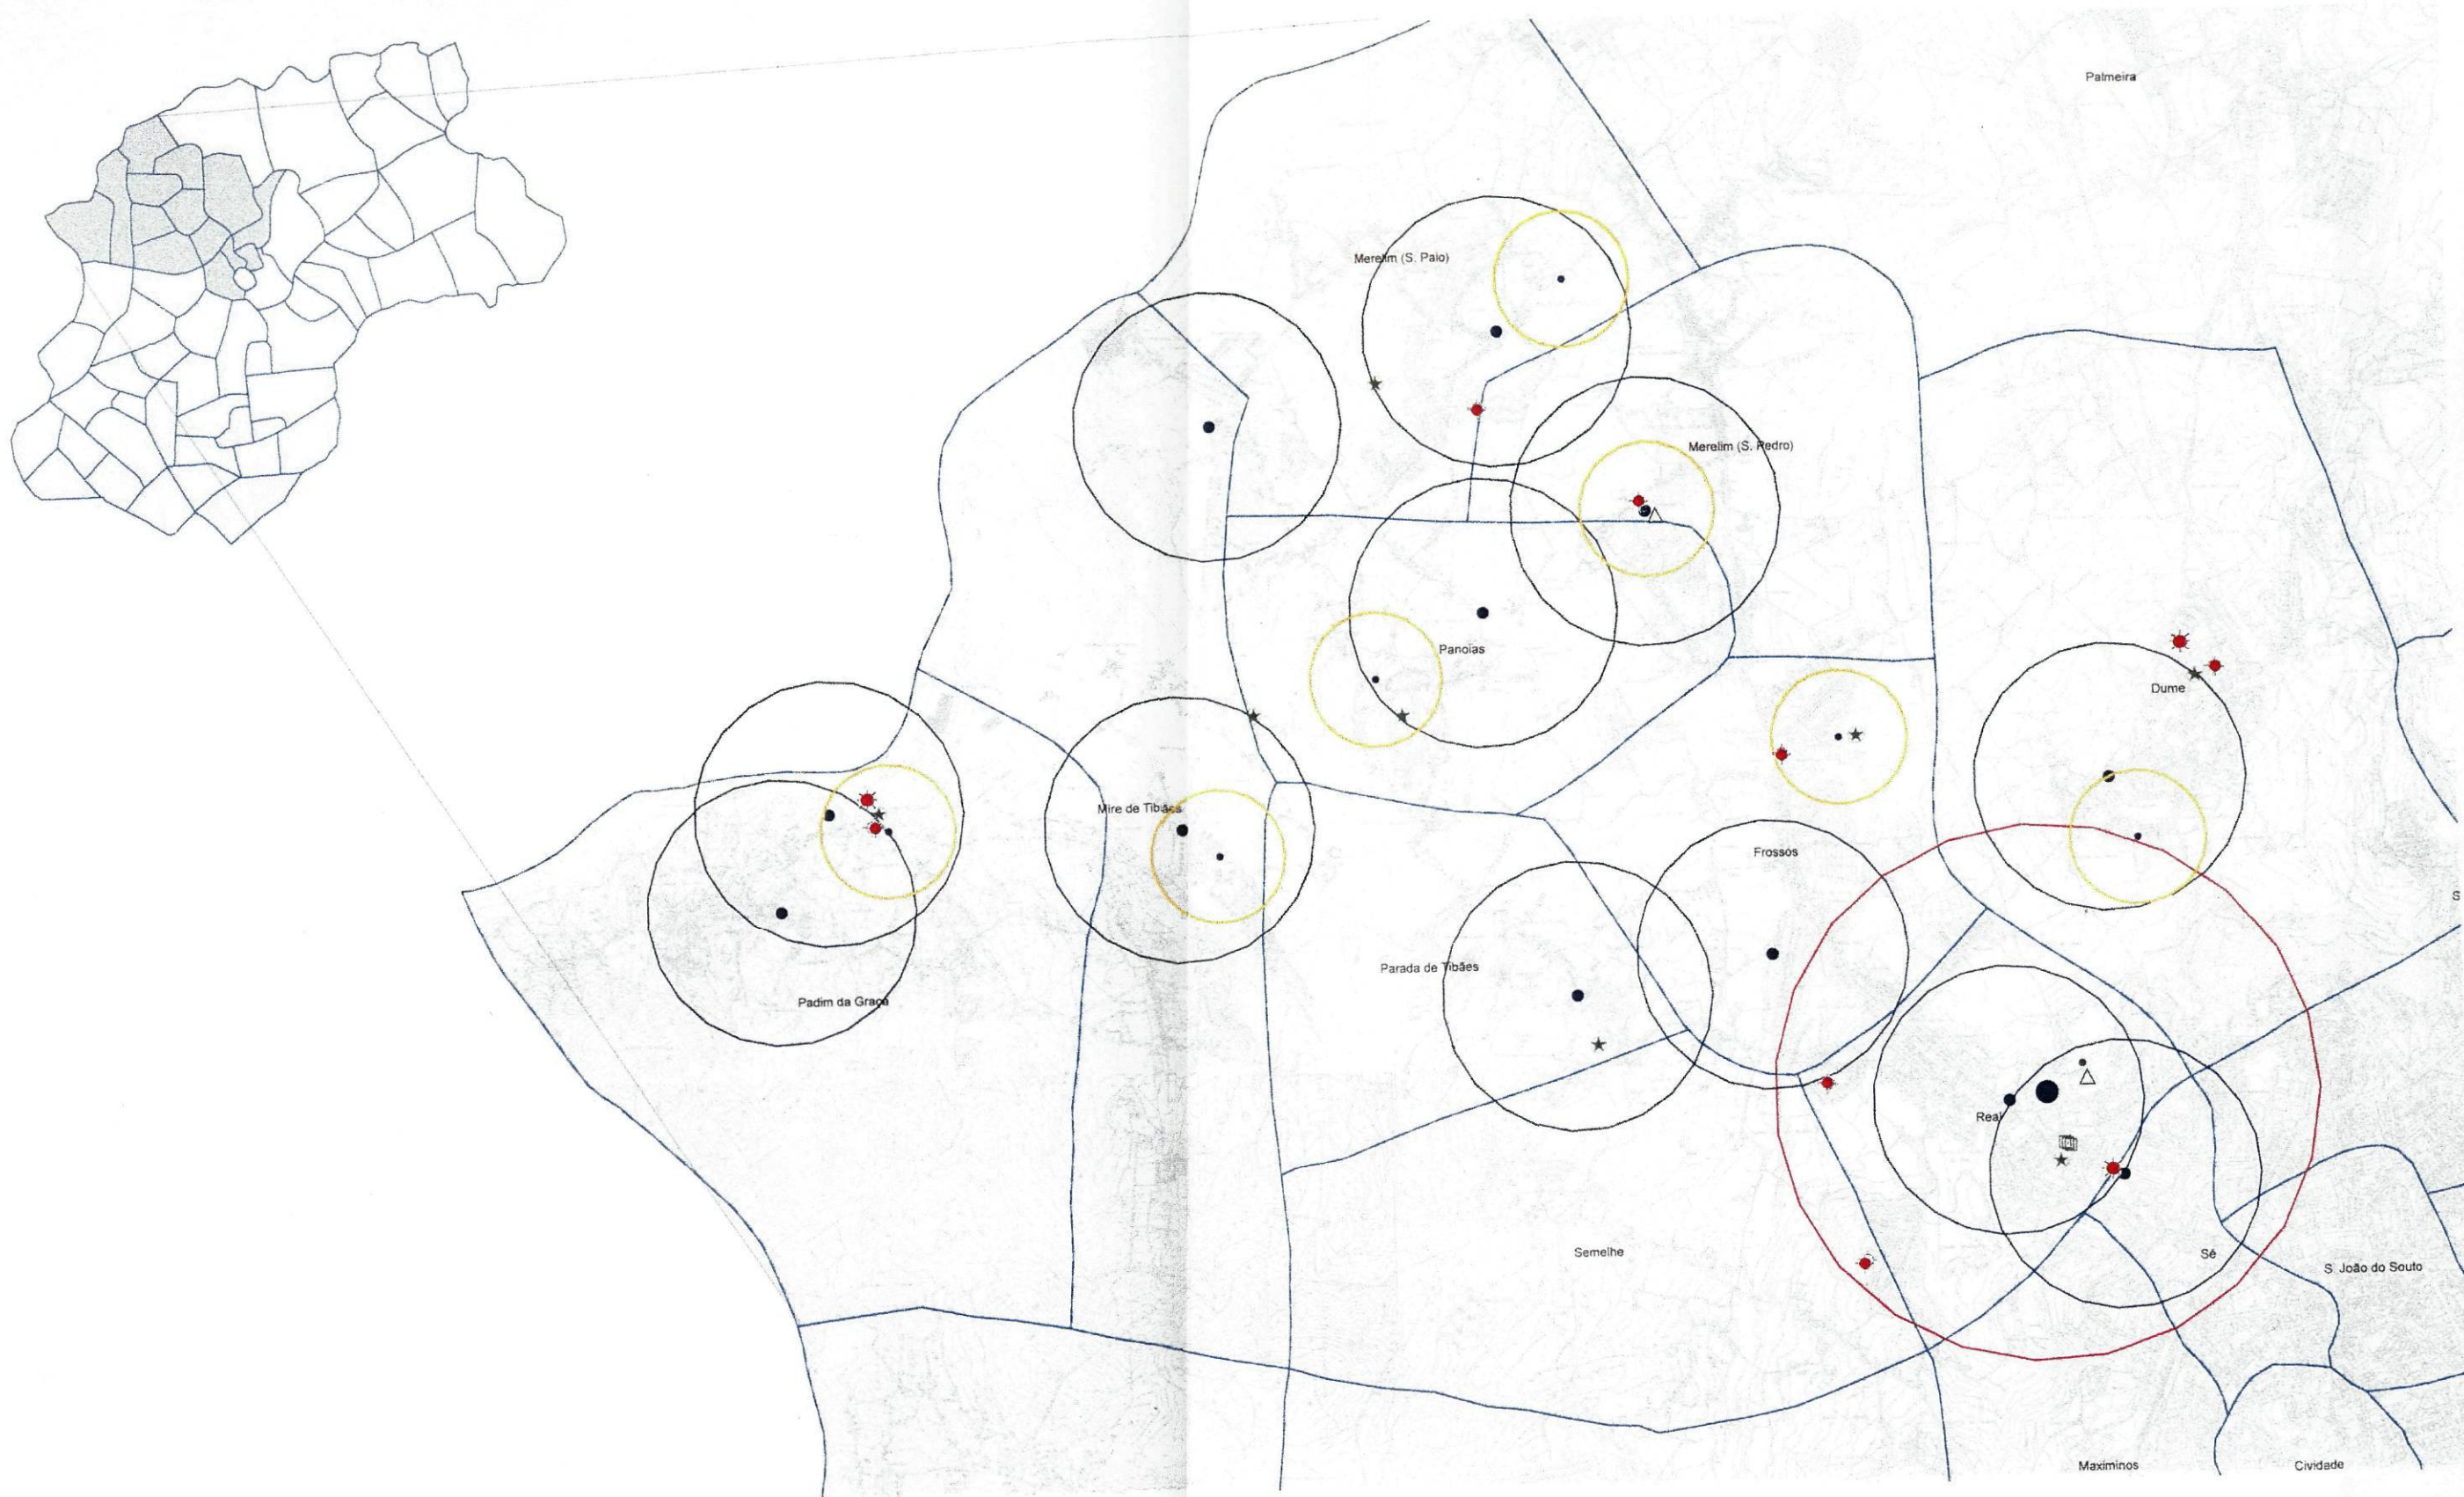 Palmeira
Merelim (S. Paio)
Merelim (S. Pedro)
Panoias
Dume
Mire de Tibães
Frossos
S
Parada de Tibães
Padim da Graça
Real
Semelhe
Sé
S. João do Souto
Maximinos
Cividade